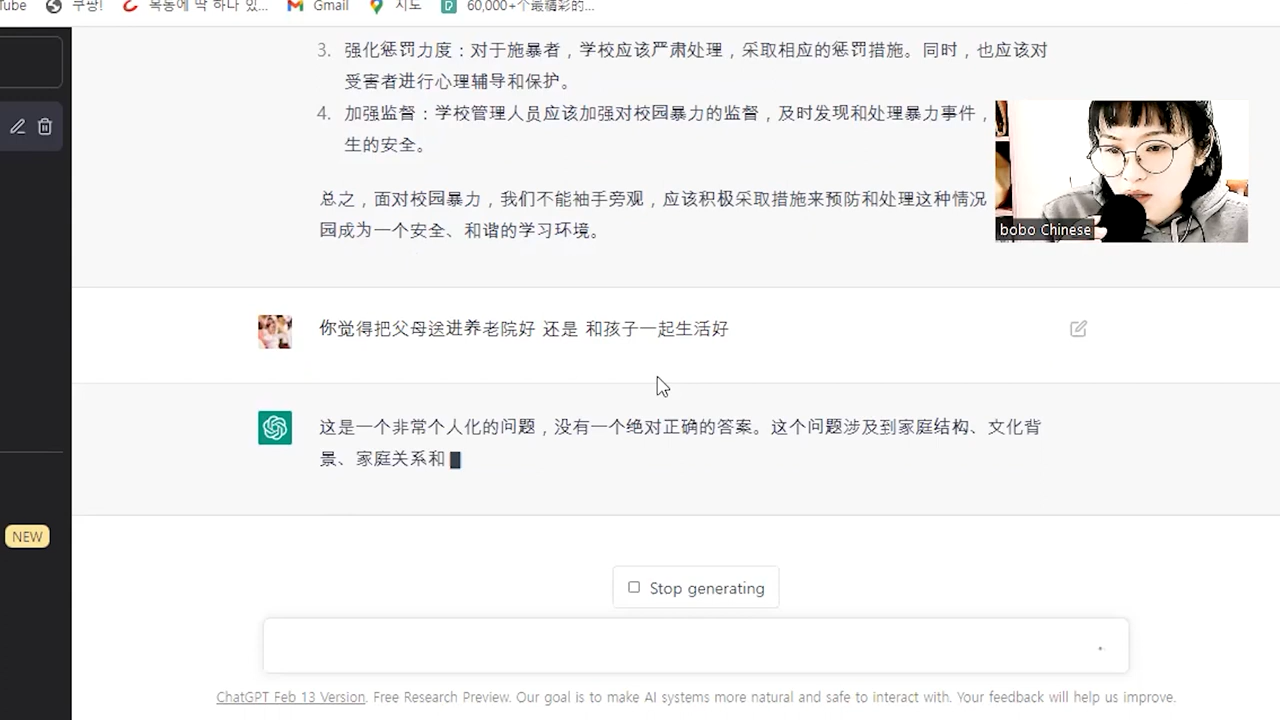 Tube 쿠팡! 목동에 딱 하나 있... Gmail 지도 60,000+个最精彩的...
3. 强化惩罚力度：对于施暴者，学校应该严肃处理，采取相应的惩罚措施。同时，也应该对
受害者进行心理辅导和保护。
4. 加强监督：学校管理人员应该加强对校园暴力的监督，及时发现和处理暴力事件，
生的安全。
总之，面对校园暴力，我们不能袖手旁观，应该积极采取措施来预防和处理这种情况
园成为一个安全、和谐的学习环境。
bobo Chinese
你觉得把父母送进养老院好 还是 和孩子一起生活好
这是一个非常个人化的问题，没有一个绝对正确的答案。这个问题涉及到家庭结构、文化背
景、家庭关系和
NEW
Stop generating
ChatGPT Feb 13 Version. Free Research Preview. Our goal is to make AI systems more natural and safe to interact with. Your feedback will help us improve.